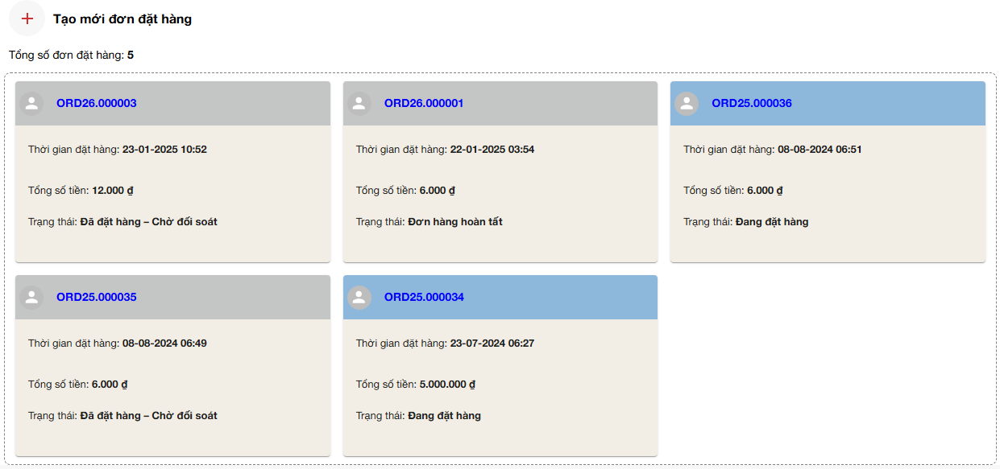 Tạo mới đơn đặt hàng
Tổng số đơn đặt hàng: 5
ORD26.000003
Thời gian đặt hàng: 23-01-2025 10:52
Tổng số tiền: 12.000 ₫
Trạng thái: Đã đặt hàng – Chờ đối soát
ORD26.000001
Thời gian đặt hàng: 22-01-2025 03:54
Tổng số tiền: 6.000 ₫
Trạng thái: Đơn hàng hoàn tất
ORD25.000036
Thời gian đặt hàng: 08-08-2024 06:51
Tổng số tiền: 6.000 ₫
Trạng thái: Đang đặt hàng
ORD25.000035
Thời gian đặt hàng: 08-08-2024 06:49
Tổng số tiền: 6.000 ₫
Trạng thái: Đã đặt hàng – Chờ đối soát
ORD25.000034
Thời gian đặt hàng: 23-07-2024 06:27
Tổng số tiền: 5.000.000 ₫
Trạng thái: Đang đặt hàng